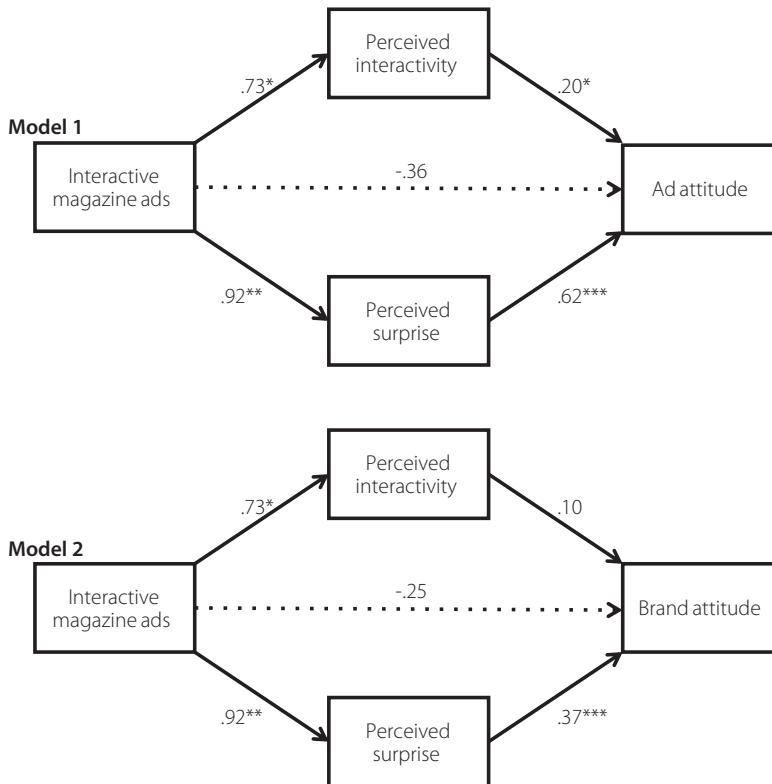 Perceived
interactivity
.73*
.20*
Model 1
Interactive
magazine ads
-.36
Ad attitude
.92**
.62***
Perceived
surprise
Perceived
interactivity
.73*
.10
Model 2
Interactive
magazine ads
-.25
Brand attitude
.92**
.37***
Perceived
surprise